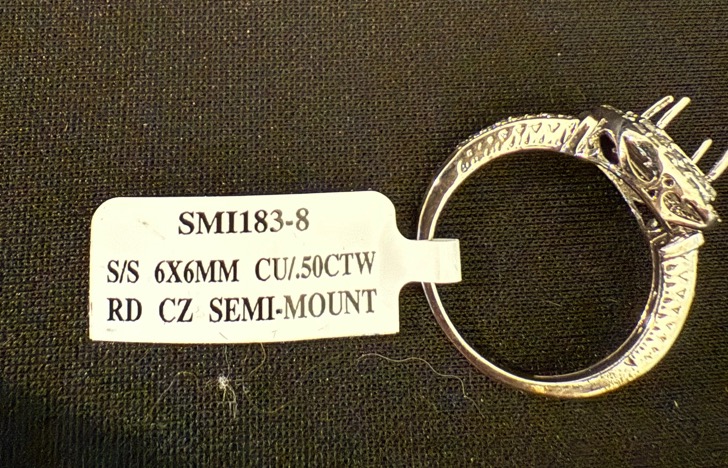 SMI183-8
S/S 6X6MM CU/.50CTW
RD CZ SEMI-MOUNT